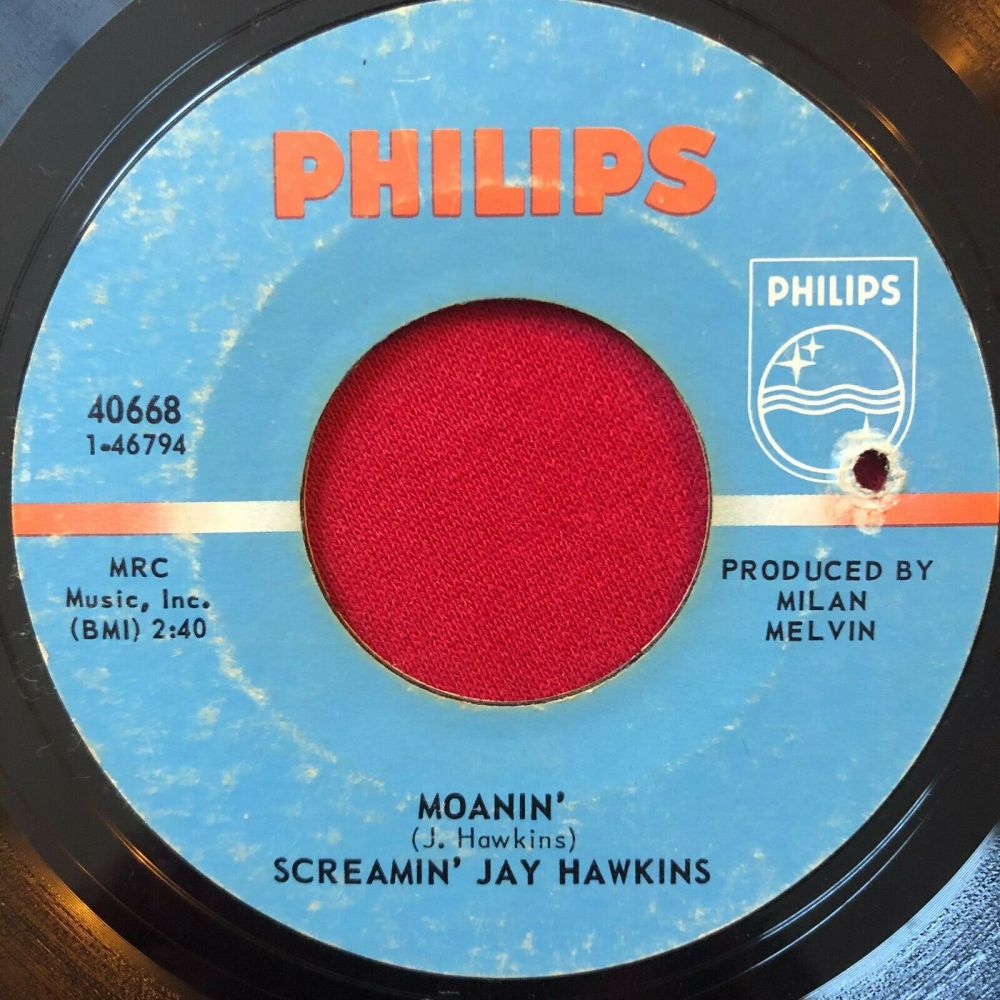 PHILIPS
PHILIPS
40668
1-46794
MRC
Music, Inc.
(BMI) 2:40
PRODUCED BY
MILAN
MELVIN
MOANIN'
(J. Hawkins)
SCREAMIN' JAY HAWKINS